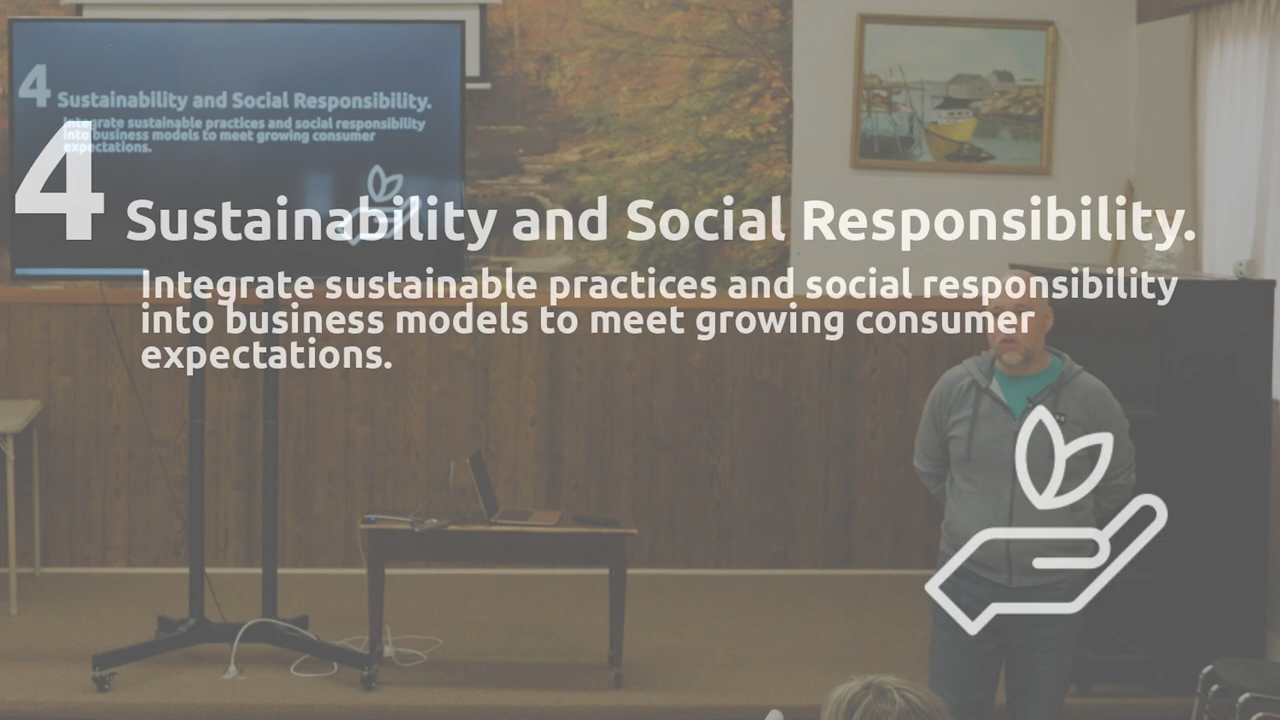 4
Sustainability and Social Responsibility.
Integrate sustainable practices and social responsibility
into business models to meet growing consumer
expectations.
4
Sustainability and Social Responsibility.
Integrate sustainable practices and social responsibility
into business models to meet growing consumer
expectations.